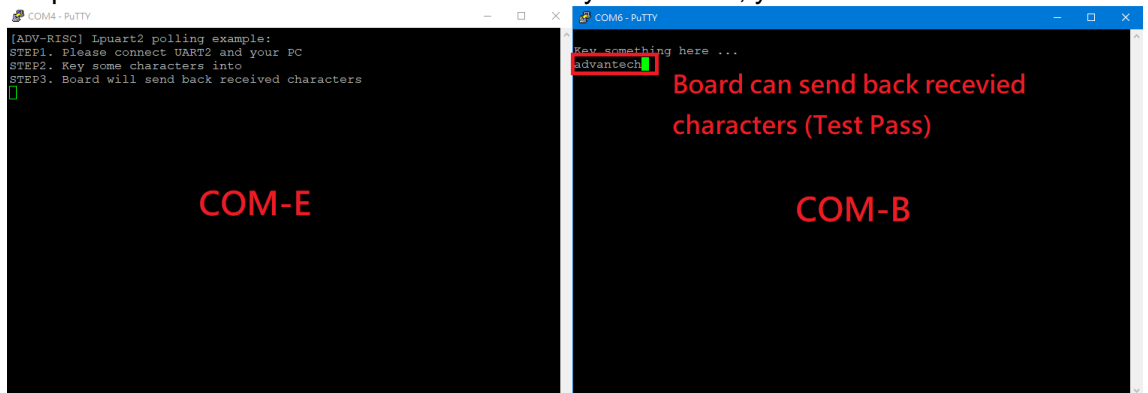 COM4 - PuTTY
[ADV-RISC] Lpuart2 polling example:
STEP1. Please connect UART2 and your PC
STEP2. Key some characters into
STEP3. Board will send back received characters
COM-E
COM6 - PuTTY
Key something here ...
advantech
Board can send back recevied
characters (Test Pass)
COM-B